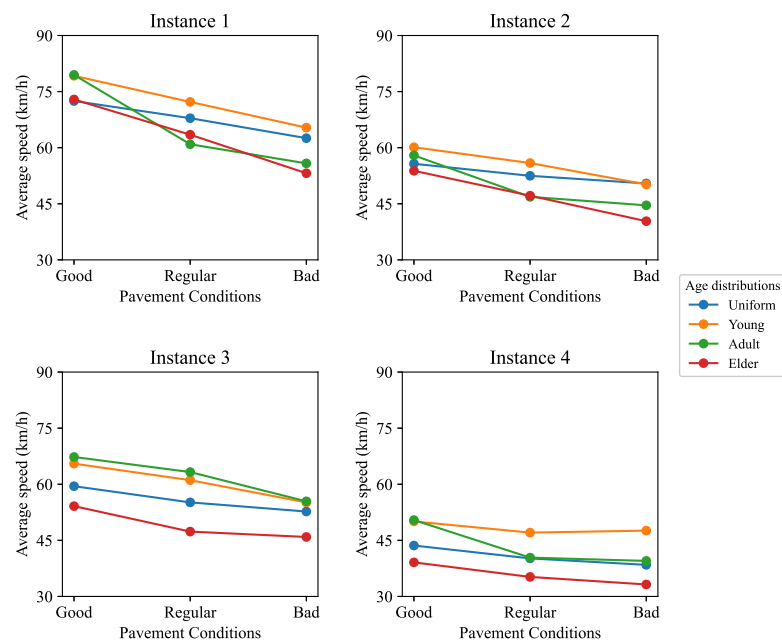 Instance 1
90
75
60
45
30
Average speed (km/h)
Good Regular Bad
Pavement Conditions
Instance 2
90
75
60
45
30
Average speed (km/h)
Good Regular Bad
Pavement Conditions
Age distributions
Uniform
Young
Adult
Elder
Instance 3
90
75
60
45
30
Average speed (km/h)
Good Regular Bad
Pavement Conditions
Instance 4
90
75
60
45
30
Average speed (km/h)
Good Regular Bad
Pavement Conditions